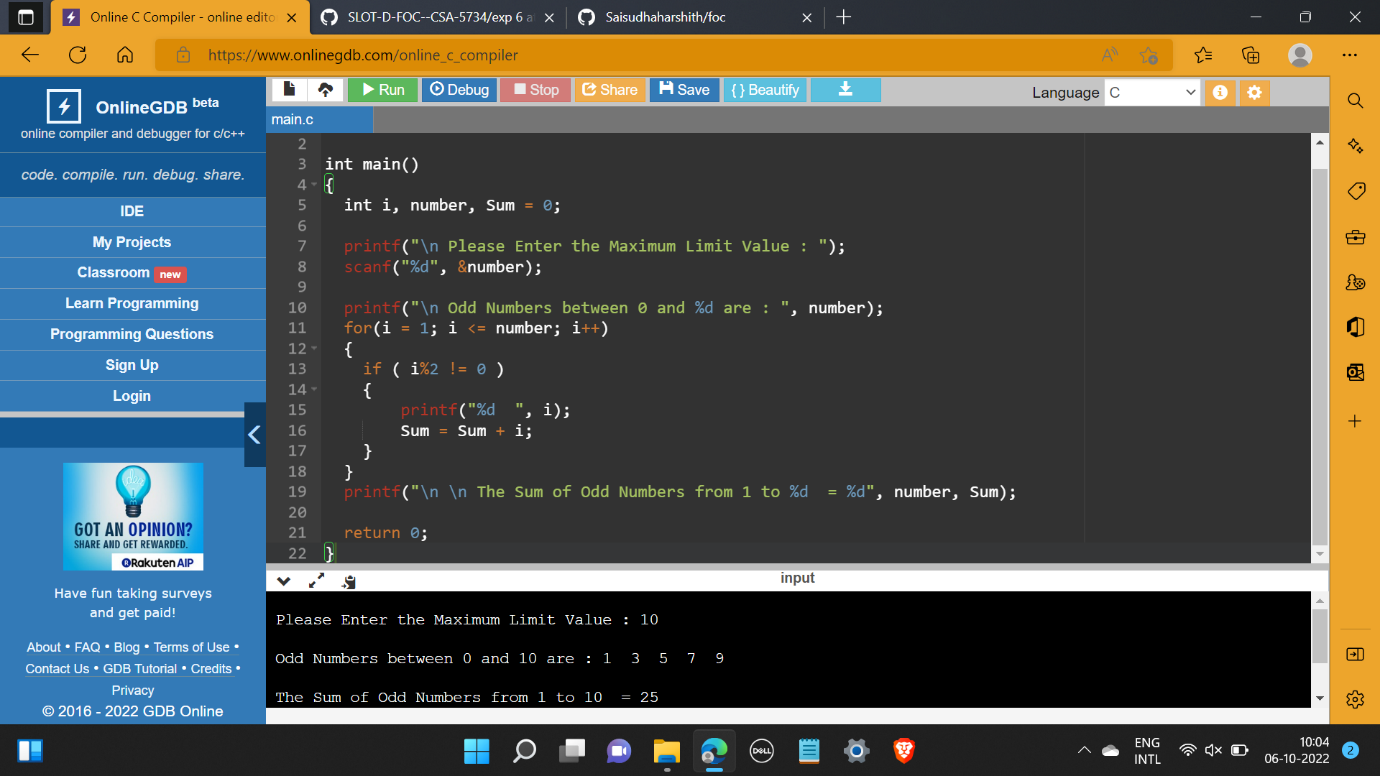 Online C Compiler - online edito
SLOT-D-FOC--CSA-5734/exp 6 a
Saisudhaharshith/foc
https://www.onlinegdb.com/online_c_compiler
OnlineGDB beta
online compiler and debugger for c/c++
code. compile. run. debug. share.
IDE
My Projects
Classroom new
Learn Programming
Programming Questions
Sign Up
Login
GOT AN OPINION?
SHARE AND GET REWARDED.
Rakuten AIP
Have fun taking surveys
and get paid!
About • FAQ • Blog • Terms of Use •
Contact Us • GDB Tutorial • Credits •
Privacy
© 2016 - 2022 GDB Online
Run Debug Stop Share Save { } Beautify
Language C
main.c
2
3 int main()
4 {
5 int i, number, Sum = 0;
6
7 printf("\n Please Enter the Maximum Limit Value : ");
8 scanf("%d", &number);
9
10 printf("\n Odd Numbers between 0 and %d are : ", number);
11 for(i = 1; i <= number; i++)
12 {
13 if ( i%2 != 0 )
14 {
15 printf("%d  ", i);
16 Sum = Sum + i;
17 }
18 }
19 printf("\n \n The Sum of Odd Numbers from 1 to %d  = %d", number, Sum);
20
21 return 0;
22 }
input
Please Enter the Maximum Limit Value : 10
Odd Numbers between 0 and 10 are : 1  3  5  7  9
The Sum of Odd Numbers from 1 to 10  = 25
DELL
ENG
INTL
10:04
06-10-2022
2